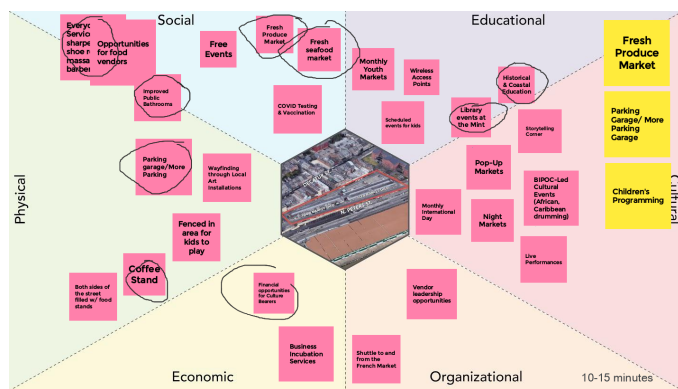 Social
Educational
Physical
Cultural
Economic
Organizational
10-15 minutes
Servic
sharpe
shoe r
massa
barber
Opportunities
for food
vendors
Free
Events
Fresh
Produce
Market
Fresh
seafood
market
Improved
Public
Bathrooms
COVID Testing
& Vaccination
Monthly
Youth
Markets
Wireless
Access
Points
Scheduled
events for kids
Historical
& Coastal
Education
Library
events at
the Mint
Storytelling
Corner
Pop-Up
Markets
BIPOC-Led
Cultural
Events
(African,
Caribbean
drumming)
Monthly
International
Day
Night
Markets
Live
Performances
Parking
garage/More
Parking
Wayfinding
through Local
Art
Installations
Fenced in
area for
kids to
play
Coffee
Stand
Both sides of
the street
filled w/ food
stands
Financial
opportunities
for Culture
Bearers
Business
Incubation
Services
Vendor
leadership
opportunities
Shuttle to and
from the
French Market
Fresh
Produce
Market
Parking
Garage/ More
Parking
Garage
Children's
Programming
DECATUR ST
N. PETERS ST